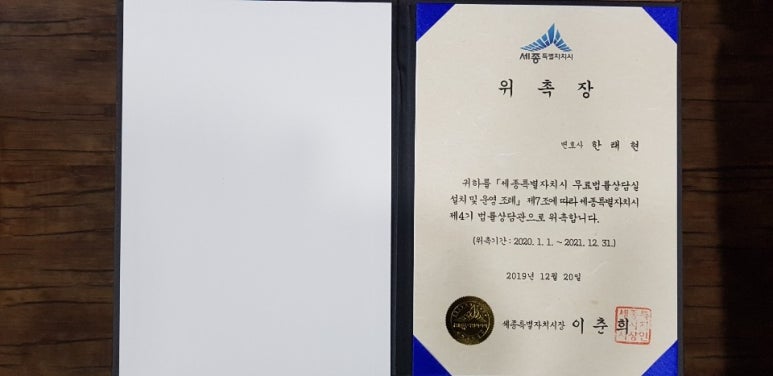 세종특별자치시
위 촉 장
변호사 한 래 현
귀하를 「세종특별자치시 무료법률상담실
설치 및 운영 조례」 제7조에 따라 세종특별자치시
제4기 법률상담관으로 위촉합니다.
(위촉기간 : 2020. 1. 1. ~ 2021. 12. 31.)
2019년 12월 20일
세종특별자치시장 이 춘 희